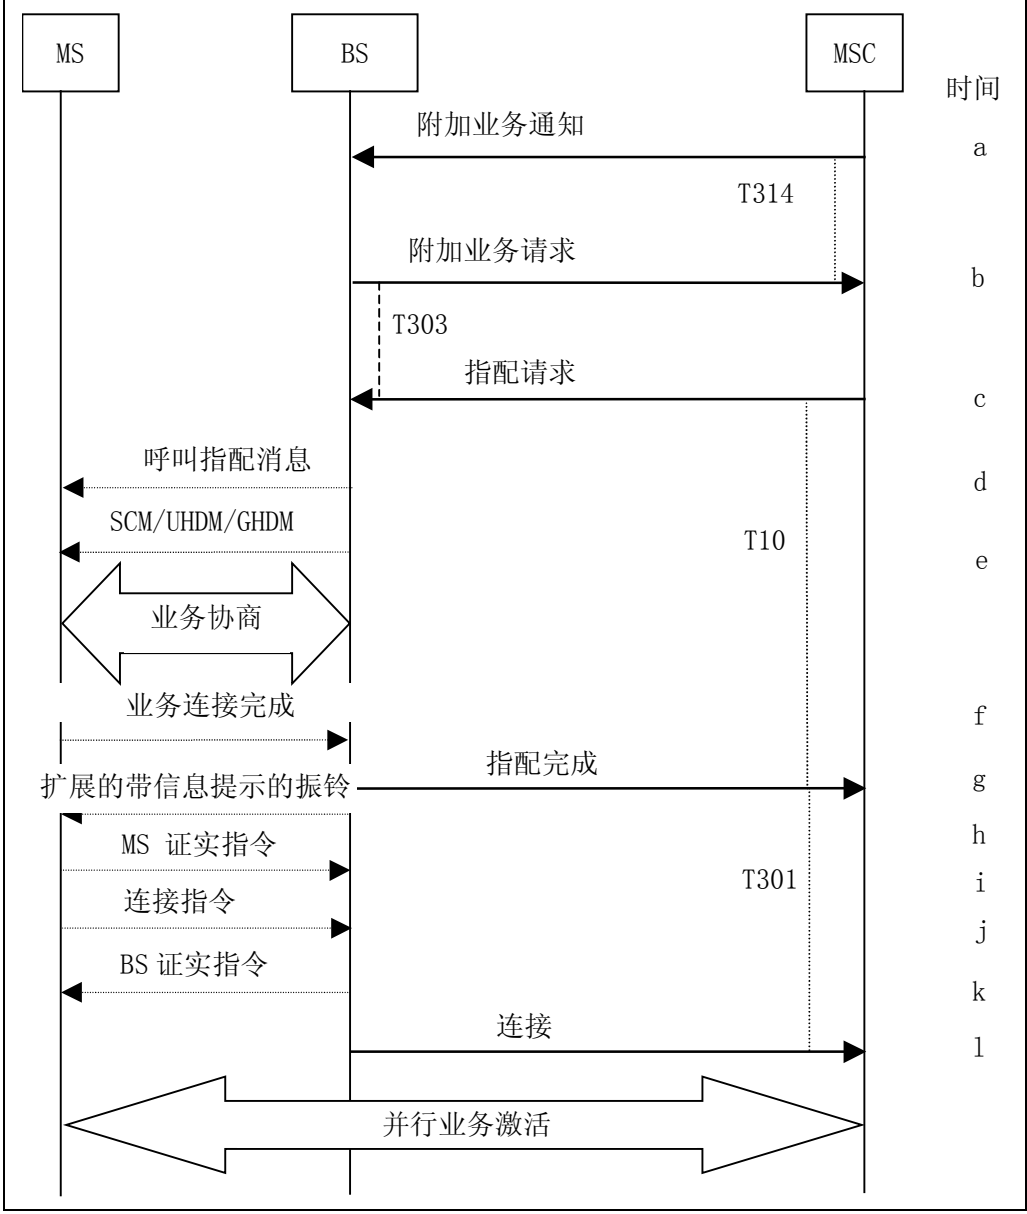 MS
BS
MSC
时间
附加业务通知
a
T314
附加业务请求
b
T303
指配请求
c
呼叫指配消息
d
SCM/UHDM/GHDM
T10
e
业务协商
业务连接完成
f
指配完成
g
扩展的带信息提示的振铃
h
MS 证实指令
T301
i
连接指令
j
BS 证实指令
k
连接
l
并行业务激活